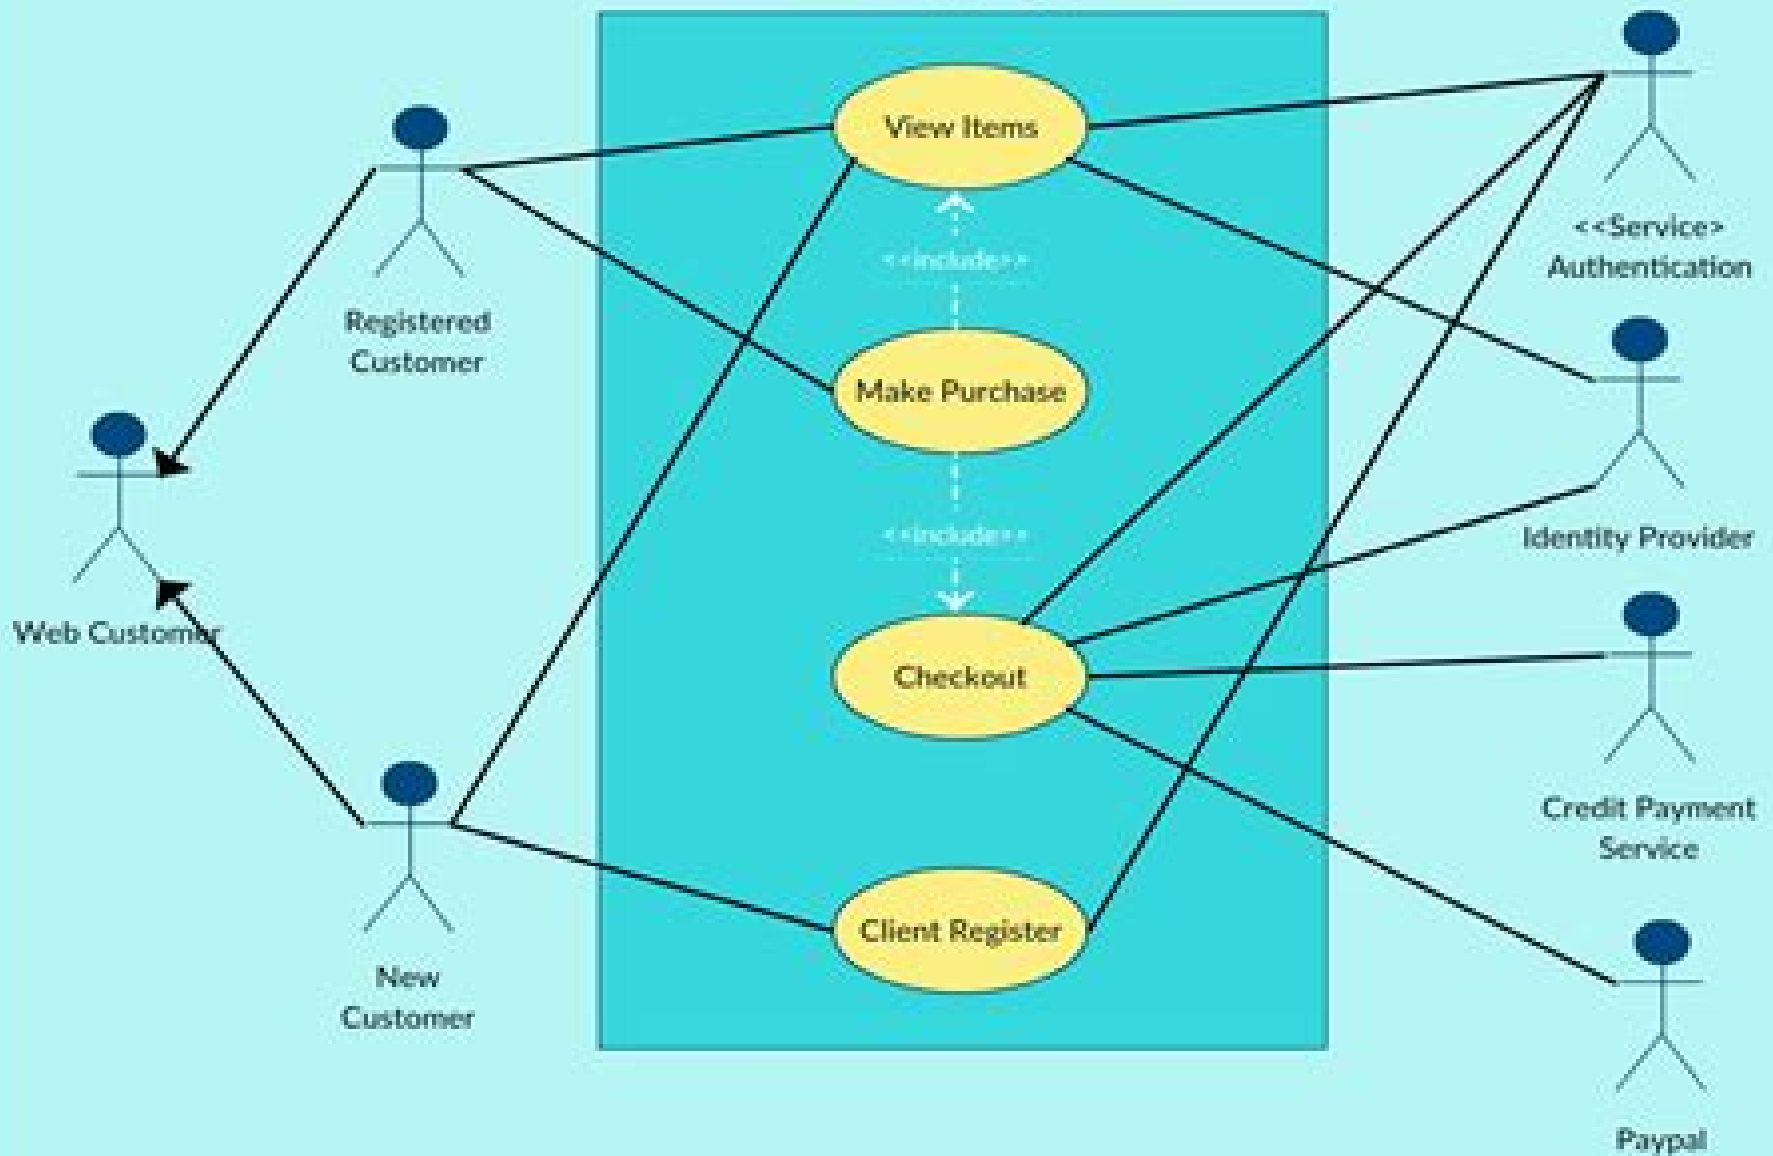 View Items
<<Service>
Authentication
<<include>>
Registered
Customer
Make Purchase
<<include>>
Identity Provider
Web Customer
Checkout
Credit Payment
Service
Client Register
New
Customer
Paypal